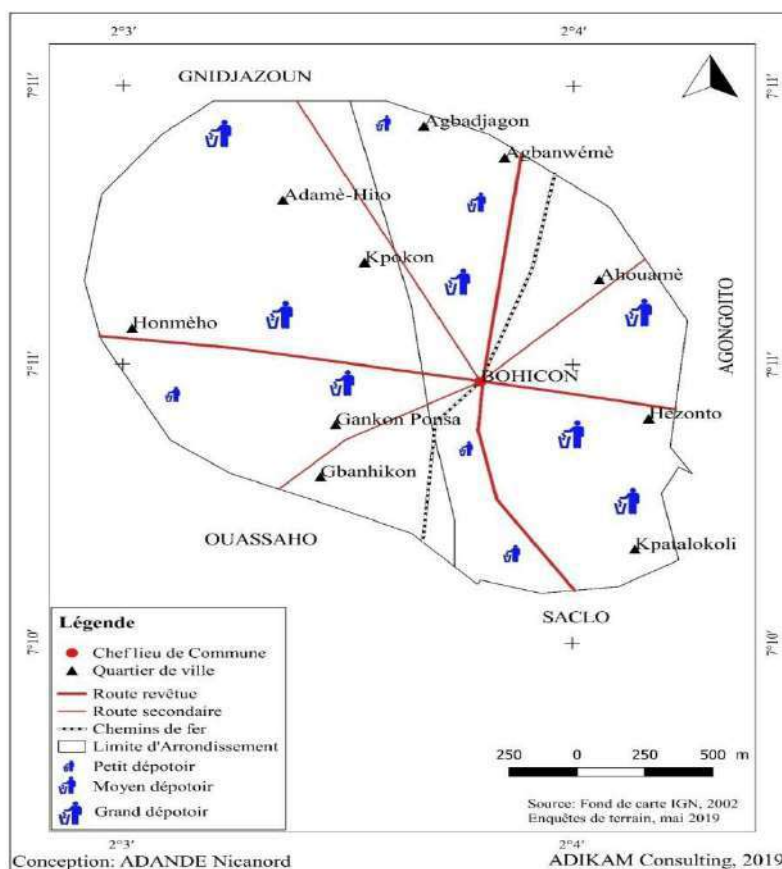 2°3'
2°4'
GNIDJAZOUN
7°11'
7°11'
Agbadjagon
Agbanwémè
Adamè-Hito
Kpokon
Ahouamè
AGONGOITO
Honmèho
7°11'
7°11'
BOHICON
Hezonto
Gankon Ponsa
Gbanhikon
OUASSAHO
Kpatalokoli
SACLO
7°10'
7°10'
Légende
Chef lieu de Commune
Quartier de ville
Route revêtue
Route secondaire
Chemins de fer
Limite d'Arrondissement
Petit dépotoir
Moyen dépotoir
Grand dépotoir
250 0 250 500 m
Source: Fond de carte IGN, 2002
Enquêtes de terrain, mai 2019
2°3'
2°4'
Conception: ADANDE Nicanord
ADIKAM Consulting, 2019